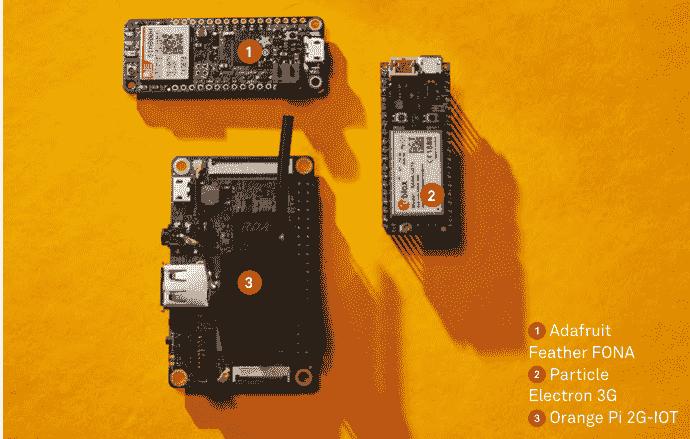 1
2
3
1 Adafruit
Feather FONA
2 Particle
Electron 3G
3 Orange Pi 2G-IOT